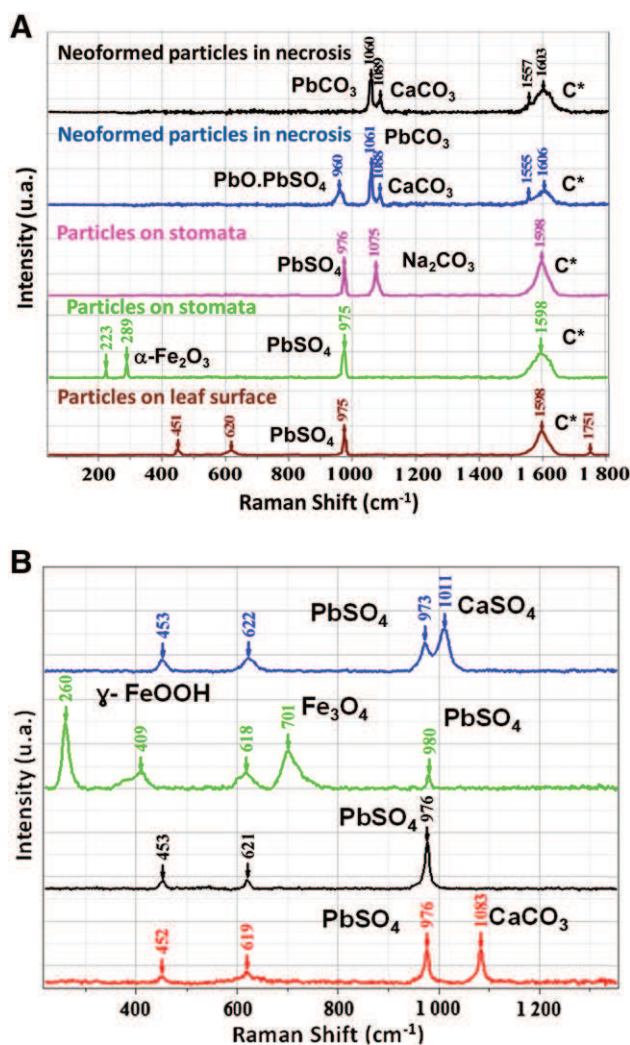 A
Neoformed particles in necrosis
1060
1089
1557
1603
PbCO₃
CaCO₃
C*
Neoformed particles in necrosis
1061
PbCO₃
960
1088
1555
1606
PbO.PbSO₄
CaCO₃
C*
Particles on stomata
976
1075
1598
PbSO₄
Na₂CO₃
C*
Particles on stomata
223
289
975
1598
α-Fe₂O₃
PbSO₄
C*
Particles on leaf surface
451
620
975
1598
1751
PbSO₄
C*
Intensity (u.a.)
200 400 600 800 1 000 1 200 1 400 1 600 1 800
Raman Shift (cm⁻¹)
B
453
622
PbSO₄
973
1011
CaSO₄
260
ɣ- FeOOH
409
618
Fe₃O₄
701
PbSO₄
980
453
621
PbSO₄
976
452
619
PbSO₄
976
1083
CaCO₃
Intensity (u.a.)
400 600 800 1 000 1 200
Raman Shift (cm⁻¹)